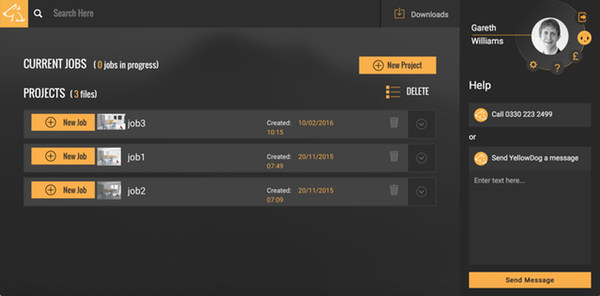 Search Here
Downloads
CURRENT JOBS ( 0 jobs in progress)
New Project
PROJECTS ( 3 files)
DELETE
New Job job3 Created: 10/02/2016
10:15
New Job job1 Created: 20/11/2015
07:49
New Job job2 Created: 20/11/2015
07:09
Gareth
Williams
?
£
Help
Call 0330 223 2499
or
Send YellowDog a message
Enter text here...
Send Message